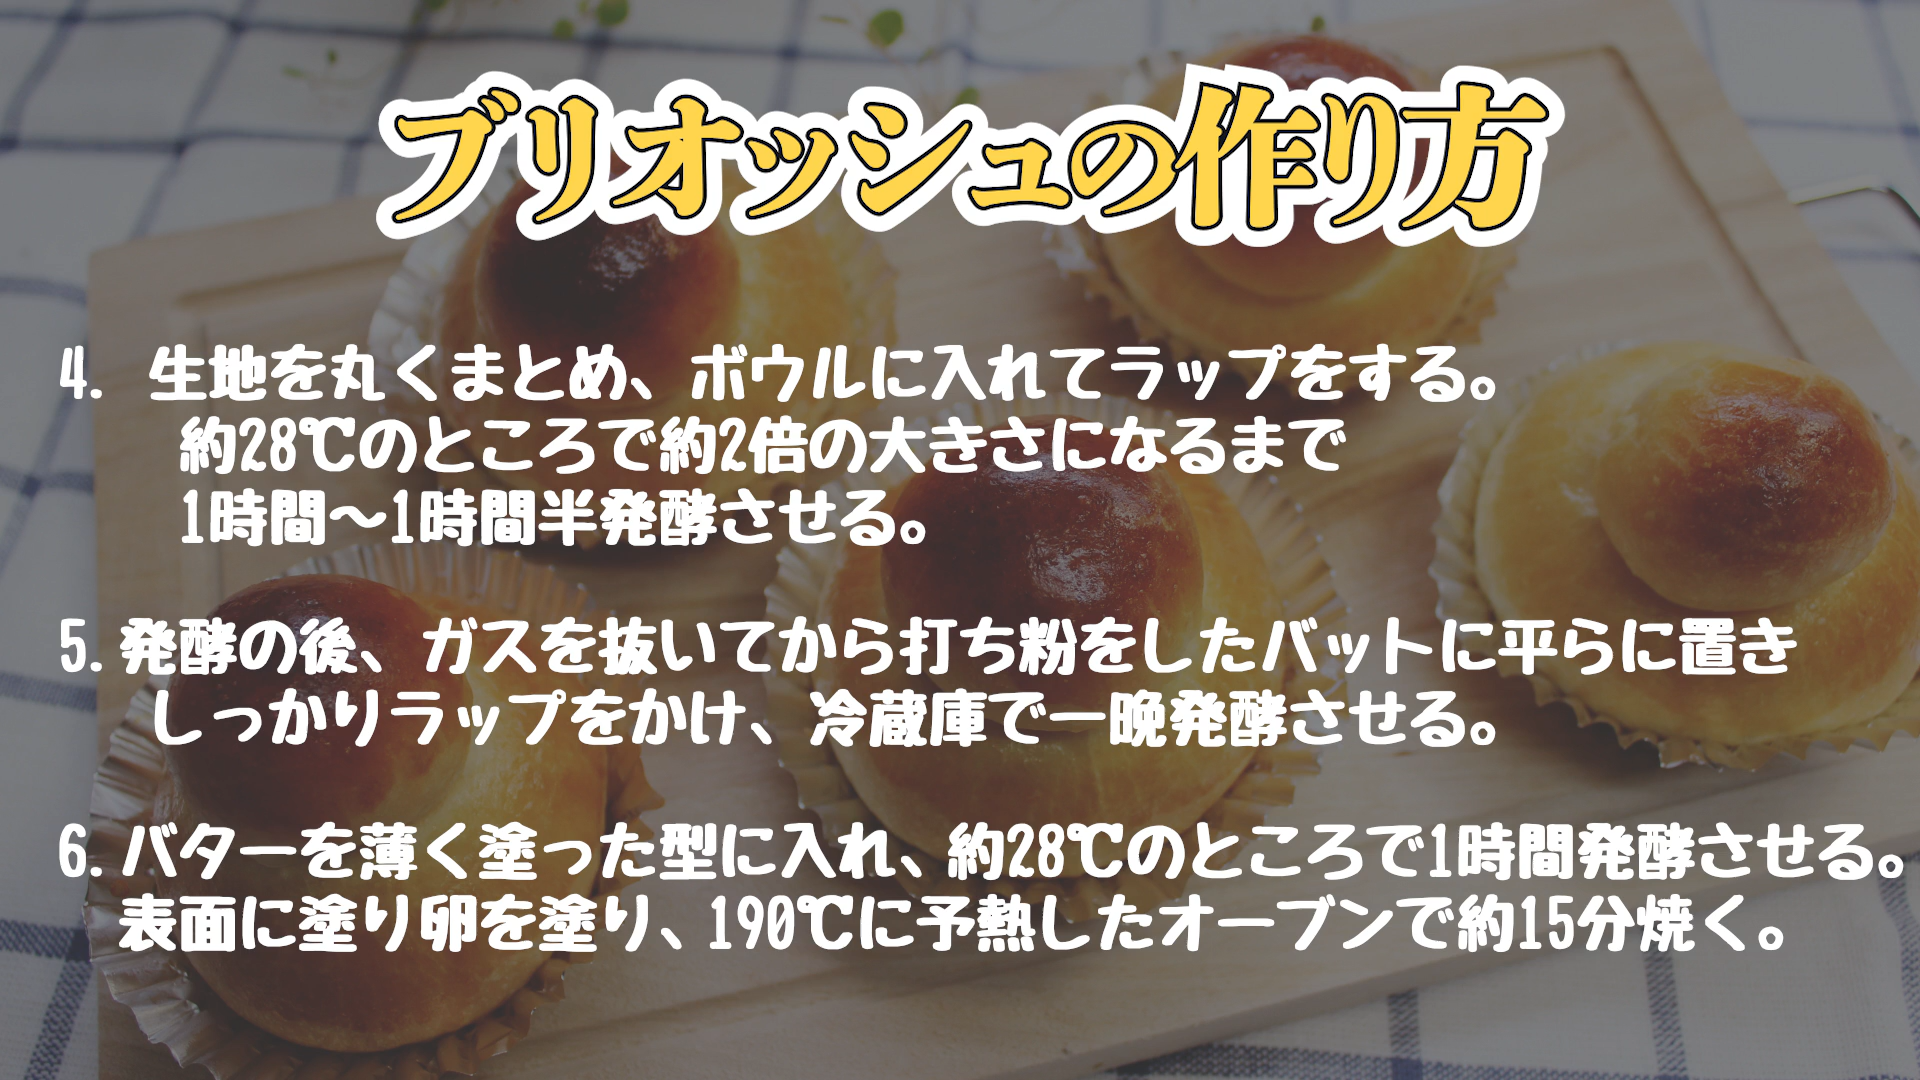 ブリオッシュの作り方
4. 生地を丸くまとめ、ボウルに入れてラップをする。
約28℃のところで約2倍の大きさになるまで
1時間〜1時間半発酵させる。
5. 発酵の後、ガスを抜いてから打ち粉をしたバットに平らに置き
しっかりラップをかけ、冷蔵庫で一晩発酵させる。
6. バターを薄く塗った型に入れ、約28℃のところで1時間発酵させる。
表面に塗り卵を塗り、190℃に予熱したオーブンで約15分焼く。